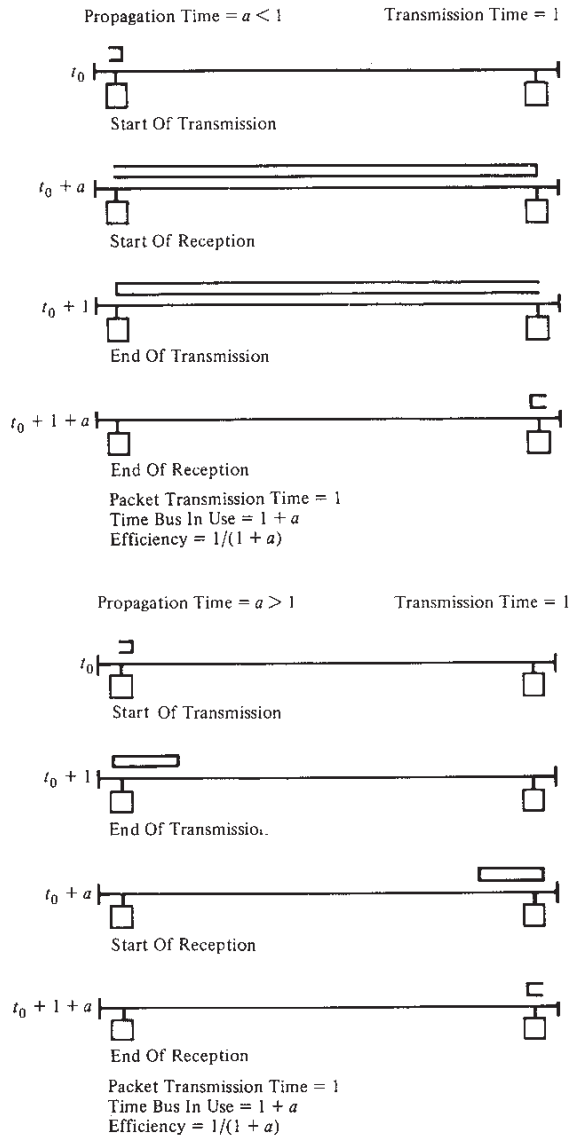 Propagation Time = a < 1 Transmission Time = 1
t₀
Start Of Transmission
t₀ + a
Start Of Reception
t₀ + 1
End Of Transmission
t₀ + 1 + a
End Of Reception
Packet Transmission Time = 1
Time Bus In Use = 1 + a
Efficiency = 1/(1 + a)
Propagation Time = a > 1 Transmission Time = 1
t₀
Start Of Transmission
t₀ + 1
End Of Transmission
t₀ + a
Start Of Reception
t₀ + 1 + a
End Of Reception
Packet Transmission Time = 1
Time Bus In Use = 1 + a
Efficiency = 1/(1 + a)